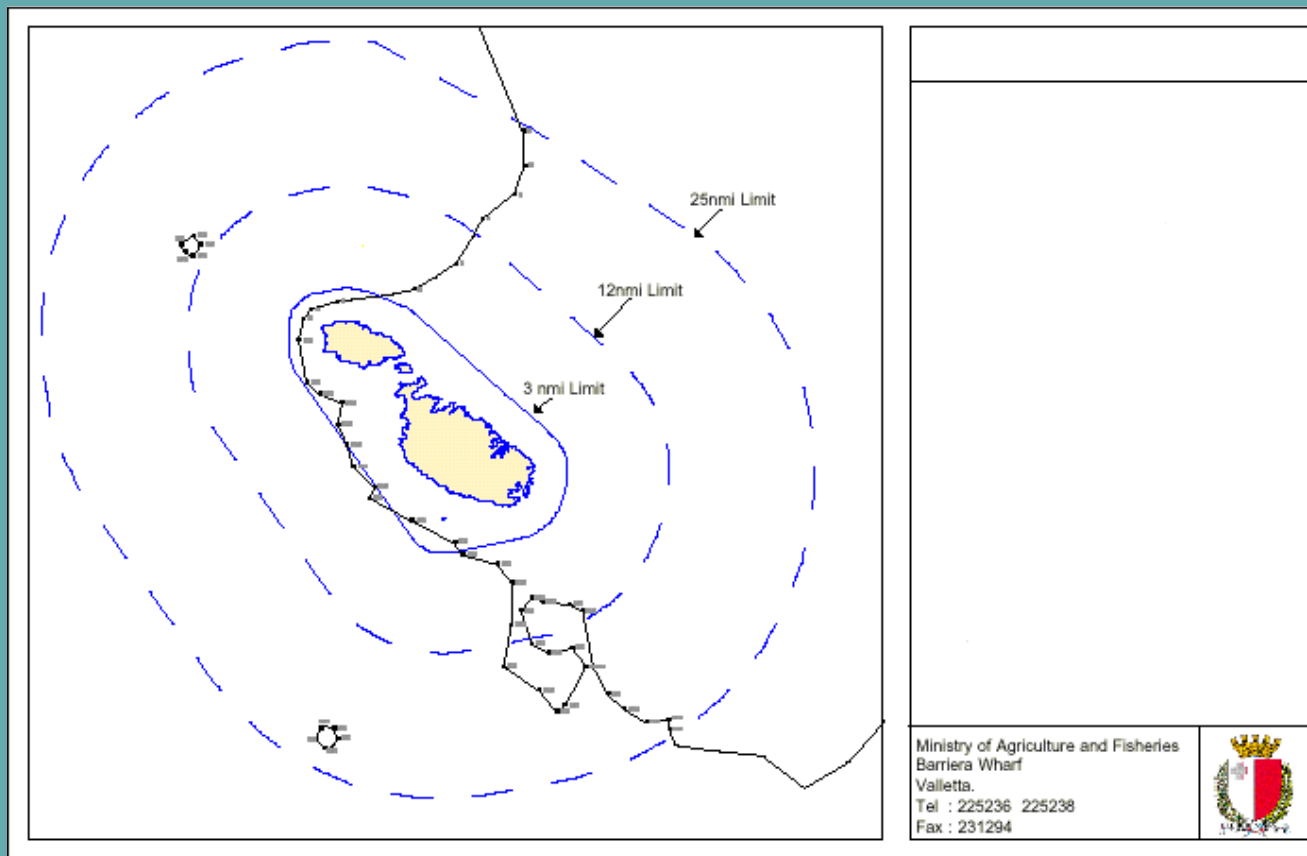 25nmi Limit
12nmi Limit
3 nmi Limit
Ministry of Agriculture and Fisheries
Barriera Wharf
Valletta.
Tel : 225236 225238
Fax : 231294